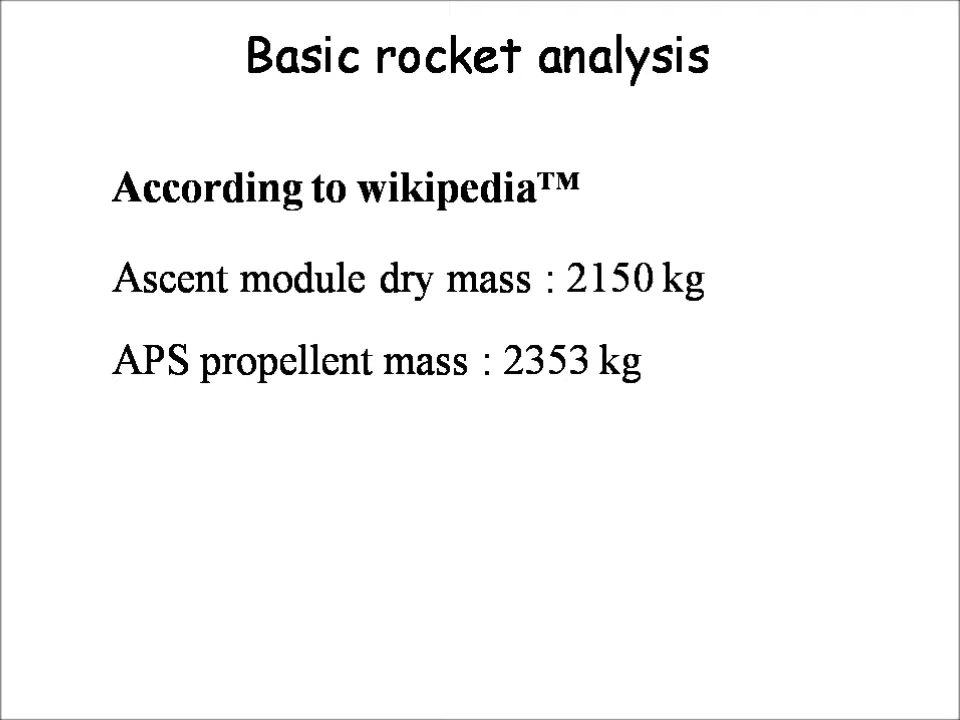 Basic rocket analysis
According to wikipedia™
Ascent module dry mass : 2150 kg
APS propellent mass : 2353 kg